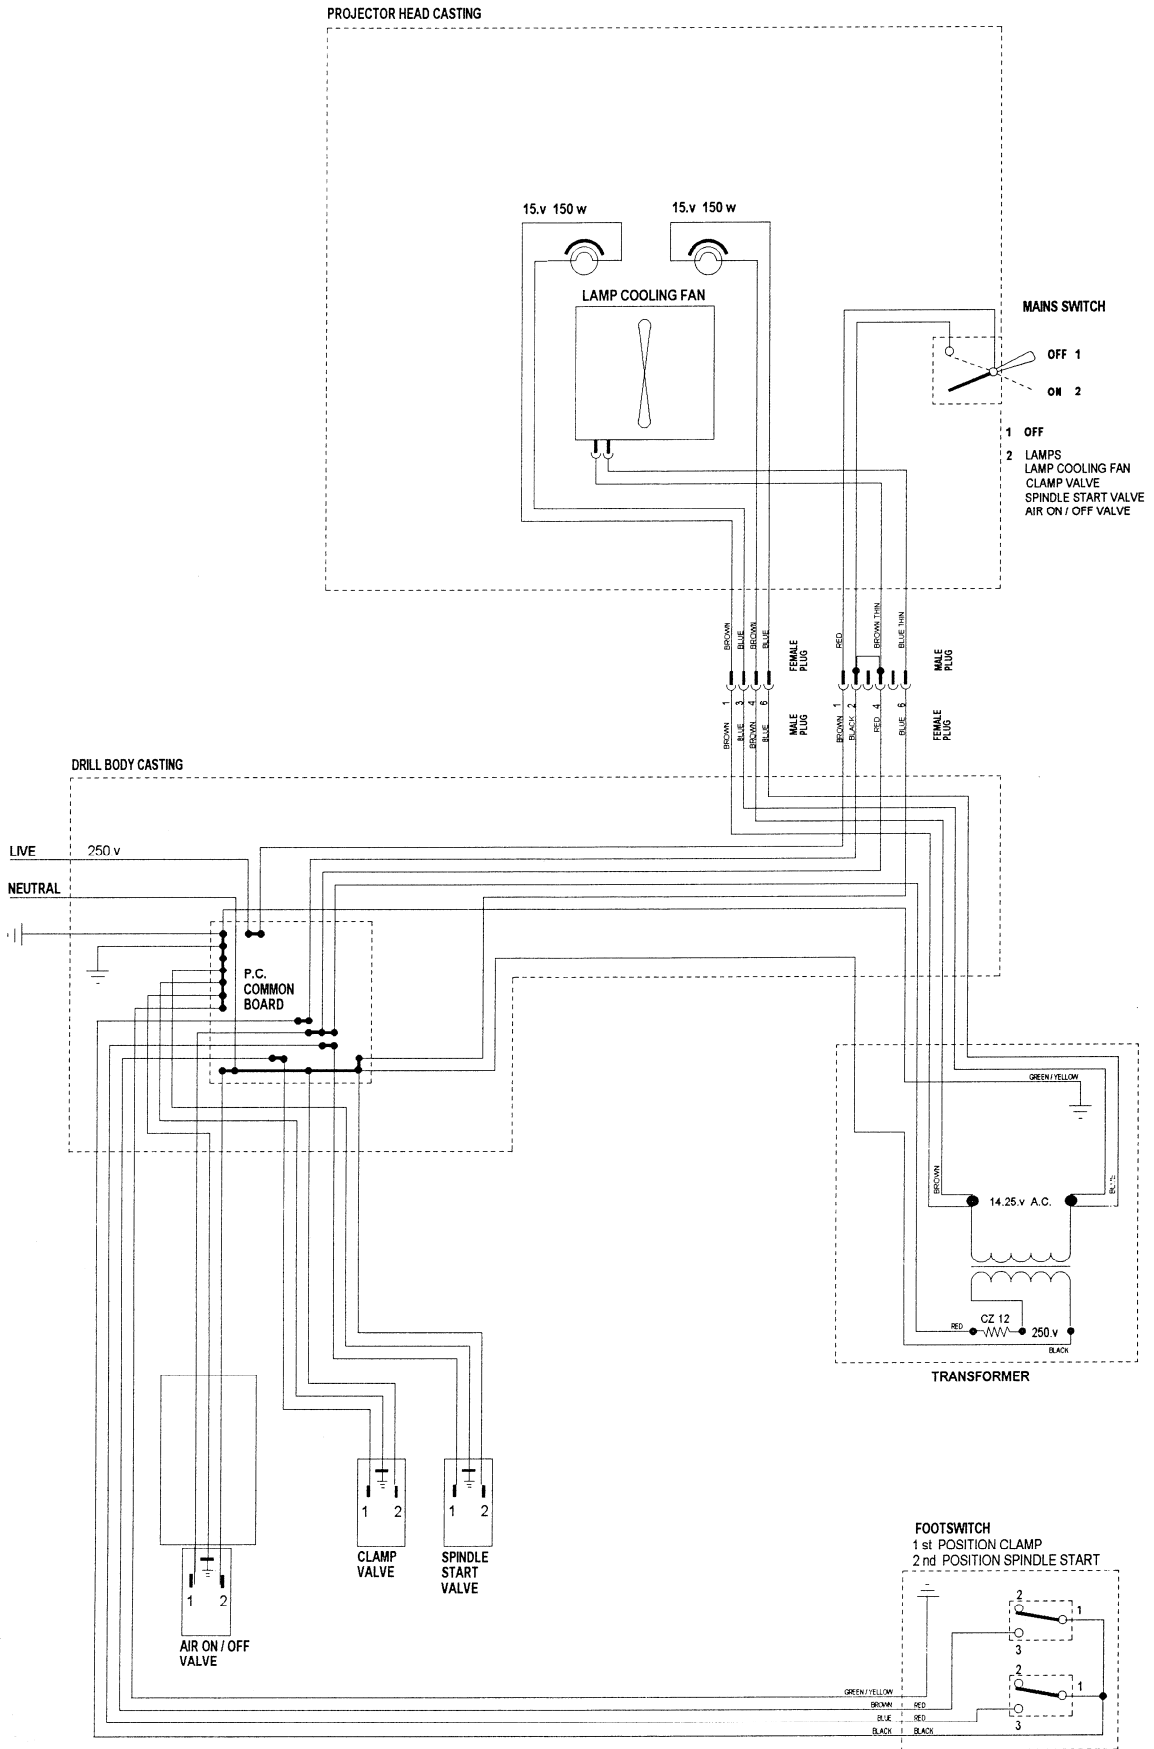 PROJECTOR HEAD CASTING
15.v 150 w
15.v 150 w
LAMP COOLING FAN
MAINS SWITCH
OFF 1
ON 2
1 OFF
2 LAMPS
LAMP COOLING FAN
CLAMP VALVE
SPINDLE START VALVE
AIR ON / OFF VALVE
BROWN
BLUE
BROWN
BLUE
FEMALE
PLUG
RED
BROWN THIN
BLUE THIN
MALE
PLUG
1
3
4
6
BROWN
BLUE
BROWN
BLUE
MALE
PLUG
1
2
4
6
BROWN
BLACK
RED
BLUE
FEMALE
PLUG
DRILL BODY CASTING
LIVE 250 v
NEUTRAL
P.C.
COMMON
BOARD
GREEN / YELLOW
BROWN
14.25.v A.C.
CZ 12
RED
250.v
BLACK
TRANSFORMER
1 2
CLAMP
VALVE
1 2
SPINDLE
START
VALVE
1 2
AIR ON / OFF
VALVE
FOOTSWITCH
1 st POSITION CLAMP
2 nd POSITION SPINDLE START
2
1
3
2
1
3
GREEN / YELLOW
BROWN RED
BLUE RED
BLACK BLACK